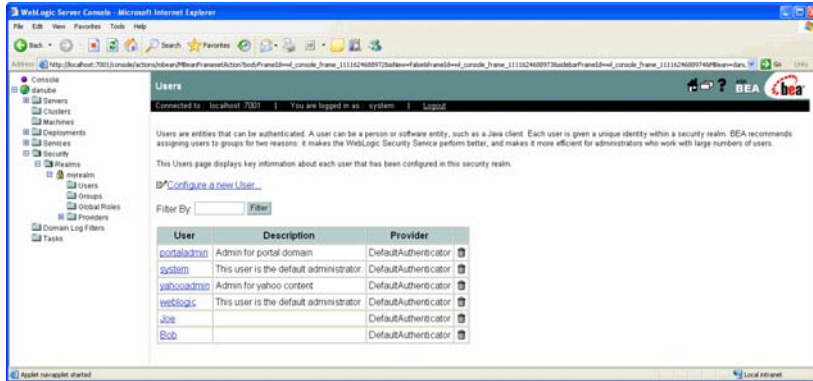 WebLogic Server Console - Microsoft Internet Explorer
File Edit View Favorites Tools Help
Back Search Favorites
Address Go Links
Console
danube
Servers
Clusters
Machines
Deployments
Services
Security
Realms
myrealm
Users
Groups
Global Roles
Providers
Domain Log Filters
Tasks
Users
? ASK BEA bea
Connected to : localhost :7001 | You are logged in as : system | Logout
Users are entities that can be authenticated. A user can be a person or software entity, such as a Java client. Each user is given a unique identity within a security realm. BEA recommends
assigning users to groups for two reasons: it makes the WebLogic Security Service perform better, and makes it more efficient for administrators who work with large numbers of users.
This Users page displays key information about each user that has been configured in this security realm.
Configure a new User...
Filter By Filter
User Description Provider
portaladmin Admin for portal domain DefaultAuthenticator
system This user is the default administrator. DefaultAuthenticator
yahooadmin Admin for yahoo content DefaultAuthenticator
weblogic This user is the default administrator DefaultAuthenticator
Joe DefaultAuthenticator
Bob DefaultAuthenticator
Applet navapplet started Local intranet